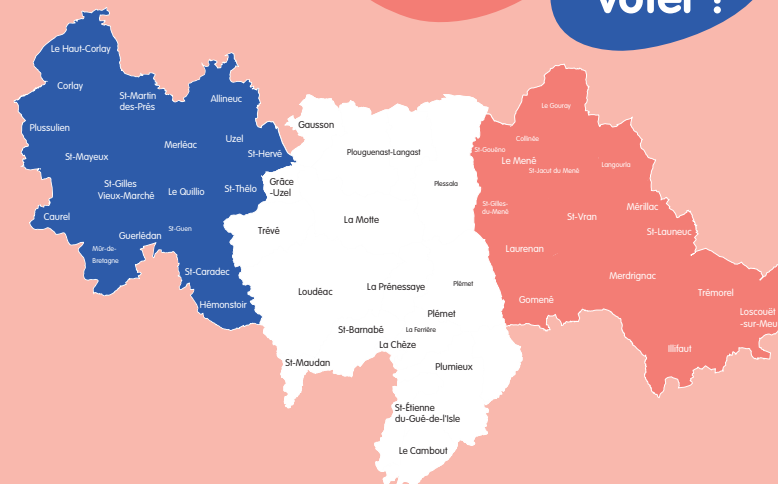 voter ?
Le Haut-Corlay
Corlay
St-Martin
des-Prés
Allineuc
Plussulien
Merléac
Uzel
St-Mayeux
St-Hervé
St-Gilles
Vieux-Marché
Le Quillio
St-Thélo
Caurel
St-Guen
Guerlédan
Mûr-de-
Bretagne
St-Caradec
Hémonstoir
Gausson
Plouguenast-Langast
Grâce
-Uzel
Plessala
La Motte
Trévé
Loudéac
La Prénessaye
Plémet
Plémet
St-Barnabé
La Ferrière
La Chèze
St-Maudan
Plumieux
St-Étienne
du-Gué-de-l'Isle
Le Cambout
Le Gouray
Collinée
St-Gouëno
Le Mené
St-Jacut du Mené
Langourla
St-Gilles-
du-Mené
St-Vran
Mérillac
St-Launeuc
Laurenan
Merdrignac
Gomené
Trémorel
Loscouët
-sur-Meu
Illifaut